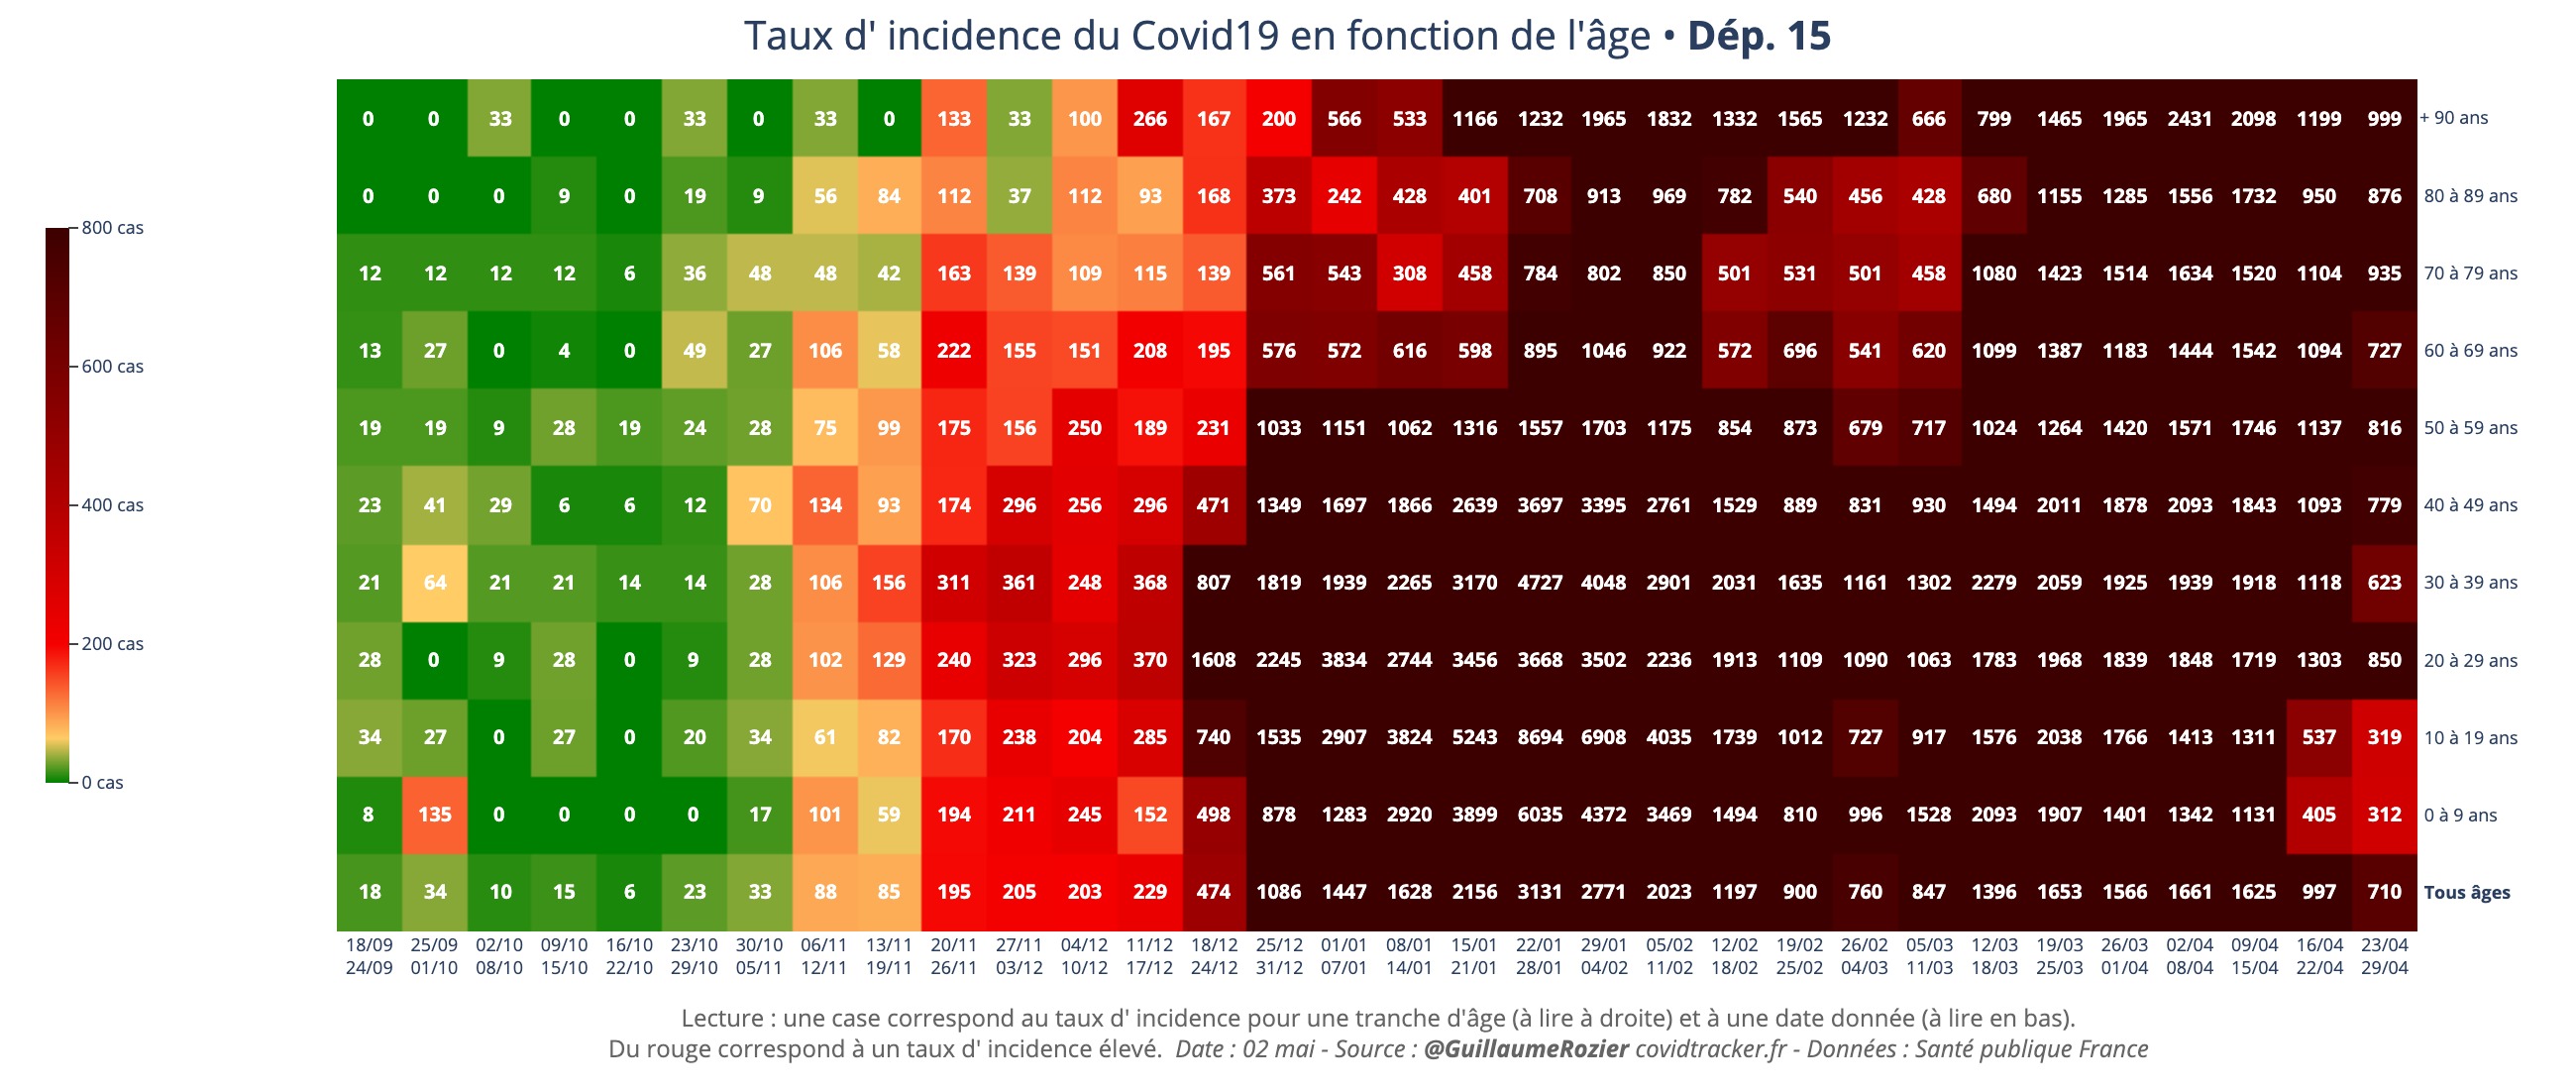 Taux d' incidence du Covid19 en fonction de l'âge • Dép. 15
0 0 33 0 0 33 0 33 0 133 33 100 266 167 200 566 533 1166 1232 1965 1832 1332 1565 1232 666 799 1465 1965 2431 2098 1199 999 + 90 ans
0 0 0 9 0 19 9 56 84 112 37 112 93 168 373 242 428 401 708 913 969 782 540 456 428 680 1155 1285 1556 1732 950 876 80 à 89 ans
800 cas
12 12 12 12 6 36 48 48 42 163 139 109 115 139 561 543 308 458 784 802 850 501 531 501 458 1080 1423 1514 1634 1520 1104 935 70 à 79 ans
13 27 0 4 0 49 27 106 58 222 155 151 208 195 576 572 616 598 895 1046 922 572 696 541 620 1099 1387 1183 1444 1542 1094 727 60 à 69 ans
600 cas
19 19 9 28 19 24 28 75 99 175 156 250 189 231 1033 1151 1062 1316 1557 1703 1175 854 873 679 717 1024 1264 1420 1571 1746 1137 816 50 à 59 ans
400 cas
23 41 29 6 6 12 70 134 93 174 296 256 296 471 1349 1697 1866 2639 3697 3395 2761 1529 889 831 930 1494 2011 1878 2093 1843 1093 779 40 à 49 ans
21 64 21 21 14 14 28 106 156 311 361 248 368 807 1819 1939 2265 3170 4727 4048 2901 2031 1635 1161 1302 2279 2059 1925 1939 1918 1118 623 30 à 39 ans
200 cas
28 0 9 28 0 9 28 102 129 240 323 296 370 1608 2245 3834 2744 3456 3668 3502 2236 1913 1109 1090 1063 1783 1968 1839 1848 1719 1303 850 20 à 29 ans
34 27 0 27 0 20 34 61 82 170 238 204 285 740 1535 2907 3824 5243 8694 6908 4035 1739 1012 727 917 1576 2038 1766 1413 1311 537 319 10 à 19 ans
0 cas
8 135 0 0 0 0 17 101 59 194 211 245 152 498 878 1283 2920 3899 6035 4372 3469 1494 810 996 1528 2093 1907 1401 1342 1131 405 312 0 à 9 ans
18 34 10 15 6 23 33 88 85 195 205 203 229 474 1086 1447 1628 2156 3131 2771 2023 1197 900 760 847 1396 1653 1566 1661 1625 997 710 Tous âges
18/09 25/09 02/10 09/10 16/10 23/10 30/10 06/11 13/11 20/11 27/11 04/12 11/12 18/12 25/12 01/01 08/01 15/01 22/01 29/01 05/02 12/02 19/02 26/02 05/03 12/03 19/03 26/03 02/04 09/04 16/04 23/04
24/09 01/10 08/10 15/10 22/10 29/10 05/11 12/11 19/11 26/11 03/12 10/12 17/12 24/12 31/12 07/01 14/01 21/01 28/01 04/02 11/02 18/02 25/02 04/03 11/03 18/03 25/03 01/04 08/04 15/04 22/04 29/04
Lecture : une case correspond au taux d' incidence pour une tranche d'âge (à lire à droite) et à une date donnée (à lire en bas).
Du rouge correspond à un taux d' incidence élevé. Date : 02 mai - Source : @GuillaumeRozier covidtracker.fr - Données : Santé publique France